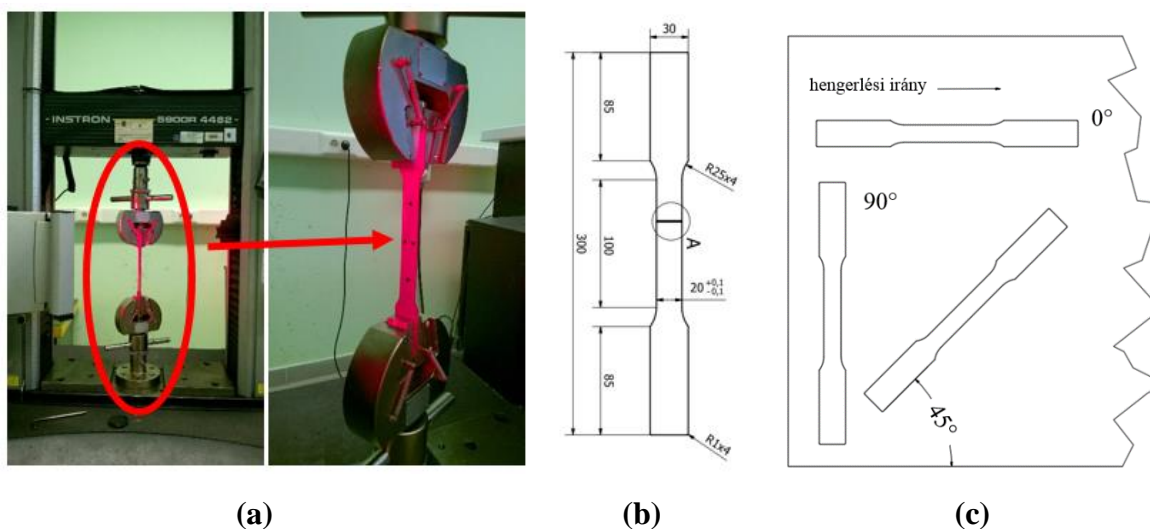 INSTRON 5900R 4482
30
85
R25x4
300
100
A
20 +0,1 -0,1
85
R1x4
hengerlési irány
0°
90°
45°
(a)
(b)
(c)